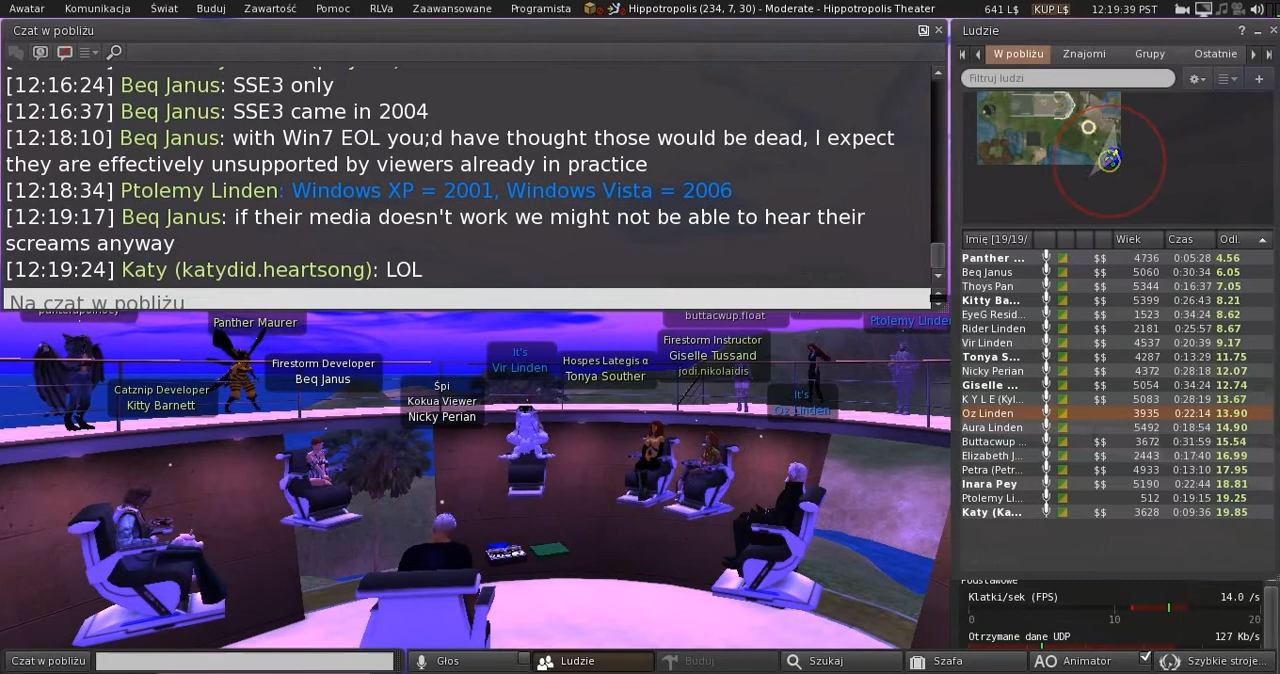 Awatar Komunikacja Świat Buduj Zawartość Pomoc RLVa Zaawansowane Programista Hippotropolis (234, 7, 30) - Moderate - Hippotropolis Theater 641 L$ KUP L$ 12:19:39 PST
Czat w pobliżu
[12:16:24] Beq Janus: SSE3 only
[12:16:37] Beq Janus: SSE3 came in 2004
[12:18:10] Beq Janus: with Win7 EOL you;d have thought those would be dead, I expect
they are effectively unsupported by viewers already in practice
[12:18:34] Ptolemy Linden: Windows XP = 2001, Windows Vista = 2006
[12:19:17] Beq Janus: if their media doesn't work we might not be able to hear their
screams anyway
[12:19:24] Katy (katydid.heartsong): LOL
Na czat w pobliżu
Panther Maurer
buttacwup.float
Ptolemy Linden
Firestorm Developer
Beq Janus
Catznip Developer
Kitty Barnett
Śpi
Kokua Viewer
Nicky Perian
It's
Vir Linden
Hospes Lategis α
Tonya Souther
Firestorm Instructor
Giselle Tussand
jodi.nikolaidis
It's
Oz Linden
Ludzie
W pobliżu Znajomi Grupy Ostatnie
Filtruj ludzi
Imię [19/19/ Wiek Czas Odl.
Panther ... $$ 4736 0:05:28 4.56
Beq Janus $$ 5060 0:30:34 6.05
Thoys Pan $$ 5344 0:16:37 7.05
Kitty Ba... $$ 5399 0:26:43 8.21
EyeG Resid... $$ 1523 0:34:24 8.62
Rider Linden $$ 2181 0:25:57 8.67
Vir Linden $$ 4537 0:20:39 9.17
Tonya S... $$ 4287 0:13:29 11.75
Nicky Perian $$ 4372 0:28:18 12.07
Giselle ... $$ 5054 0:34:24 12.74
K Y L E (Kyl... $$ 5083 0:28:19 13.67
Oz Linden 3935 0:22:14 13.90
Aura Linden 5492 0:18:54 14.90
Buttacwup ... $$ 3672 0:31:59 15.54
Elizabeth J... $$ 2443 0:17:40 16.99
Petra (Petr... $$ 4933 0:13:10 17.95
Inara Pey $$ 5190 0:22:44 18.81
Ptolemy Li... 512 0:19:15 19.25
Katy (Ka... $$ 3628 0:09:36 19.85
Podstawowe
Klatki/sek (FPS) 14.0 /s
0 10 20
Otrzymane dane UDP 127 Kb/s
Czat w pobliżu Głos Ludzie Buduj Szukaj Szafa AO Animator Szybkie stroje...